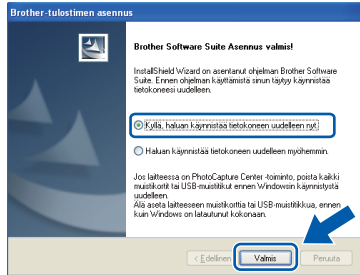 Brother-tulostimen asennus
Brother Software Suite Asennus valmis!
InstallShield Wizard on asentanut ohjelman Brother Software
Suite. Ennen ohjelman käyttämistä sinun täytyy käynnistää
tietokoneesi uudelleen.
Kyllä, haluan käynnistää tietokoneen uudelleen nyt.
Haluan käynnistää tietokoneen uudelleen myöhemmin.
Jos laitteessa on PhotoCapture Center -toiminto, poista kaikki
muistikortit tai USB-muistitikut ennen Windowsin käynnistystä
uudelleen.
Älä aseta laitteeseen muistikorttia tai USB-muistitikkua, ennen
kuin Windows on latautunut kokonaan.
< Edellinen Valmis Peruuta